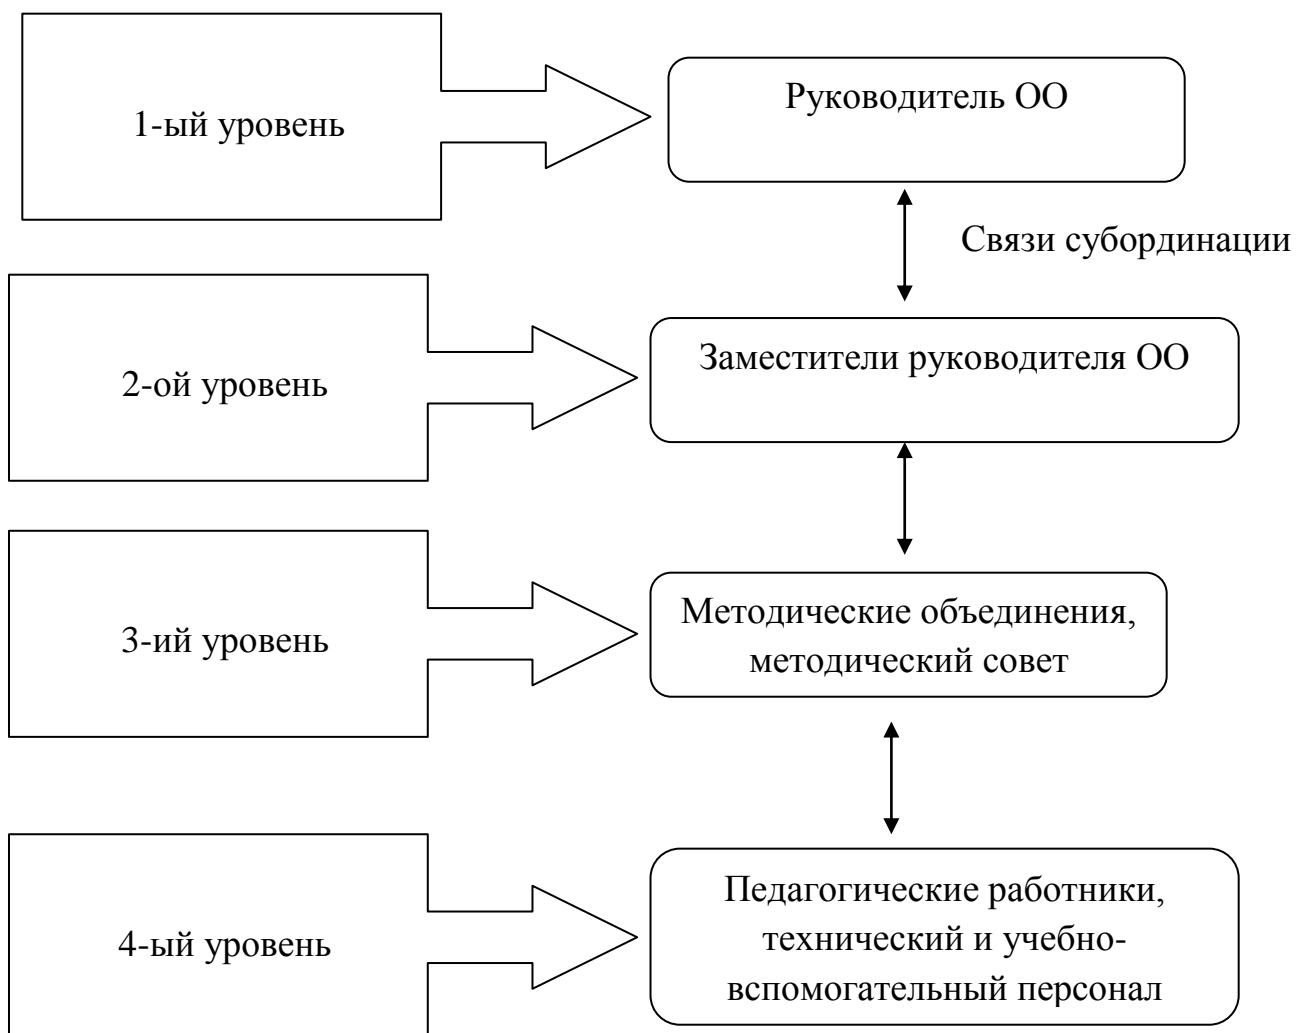 1-ый уровень
Руководитель ОО
Связи субординации
2-ой уровень
Заместители руководителя ОО
3-ий уровень
Методические объединения,
методический совет
4-ый уровень
Педагогические работники,
технический и учебно-
вспомогательный персонал